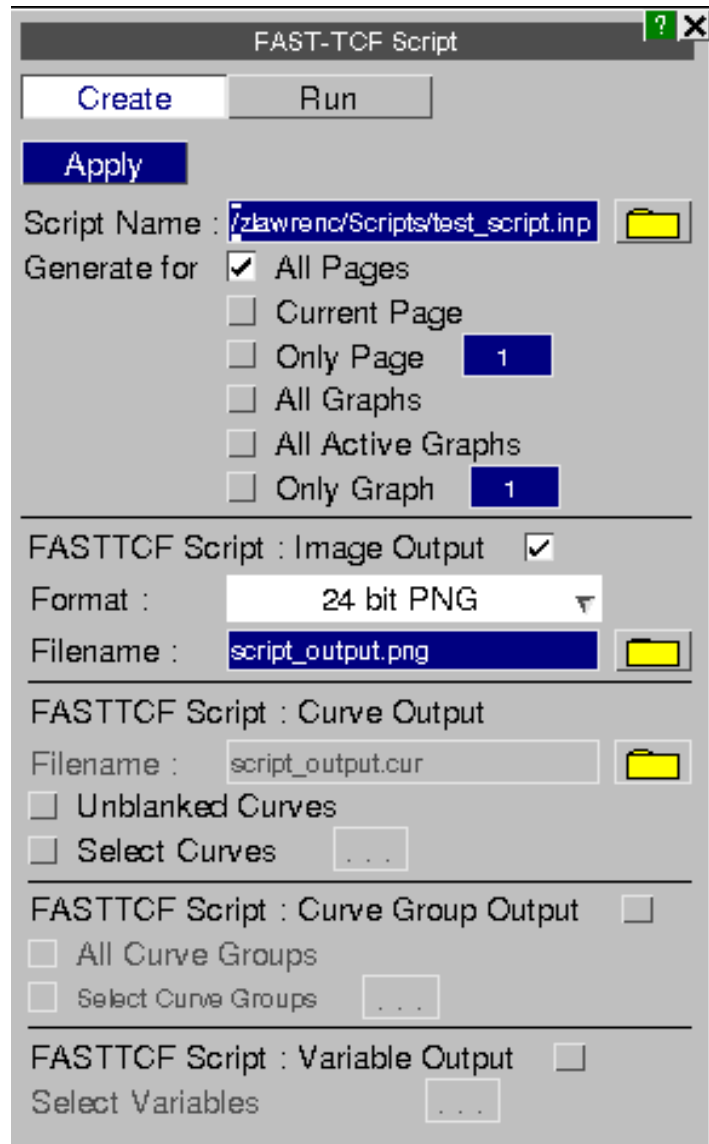 FAST-TCF Script
? X
Create Run
Apply
Script Name : /zlawrenc/Scripts/test_script.inp
Generate for All Pages
Current Page
Only Page 1
All Graphs
All Active Graphs
Only Graph 1
FASTTCF Script : Image Output
Format : 24 bit PNG
Filename : script_output.png
FASTTCF Script : Curve Output
Filename : script_output.cur
Unblanked Curves
Select Curves . . .
FASTTCF Script : Curve Group Output
All Curve Groups
Select Curve Groups . . .
FASTTCF Script : Variable Output
Select Variables . . .